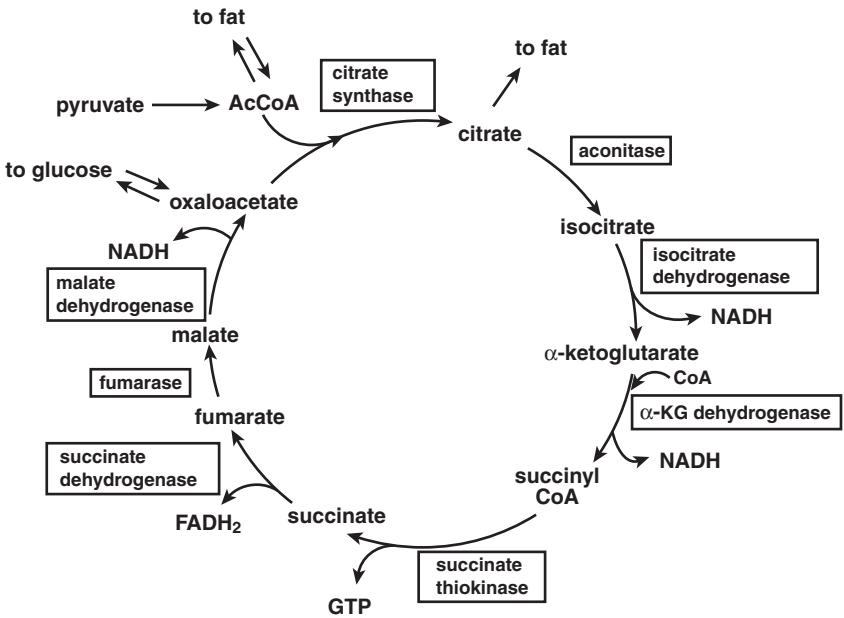 to fat
to fat
citrate
synthase
pyruvate
AcCoA
citrate
aconitase
to glucose
oxaloacetate
isocitrate
NADH
isocitrate
dehydrogenase
malate
dehydrogenase
NADH
malate
α-ketoglutarate
CoA
fumarase
α-KG dehydrogenase
fumarate
succinate
dehydrogenase
NADH
succinyl
CoA
FADH₂
succinate
succinate
thiokinase
GTP